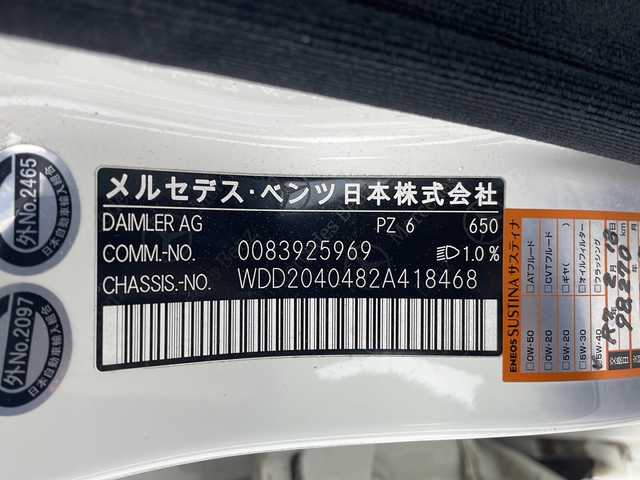 メルセデス・ベンツ日本株式会社
DAIMLER AG PZ 6 650
COMM.-NO. 0083925969 1.0 %
CHASSIS.-NO. WDD2040482A418468
外No.2465
日本自動車輸入組合
外No.2097
日本自動車輸入組合
ENEOS SUSTINA サスティナ
□ATフルード
□CVTフルード
□ギヤ( )
□オイルフィルター
□フラッシング
□0W-50
□0W-20
□5W-20
□5W-30
5W-40
98270